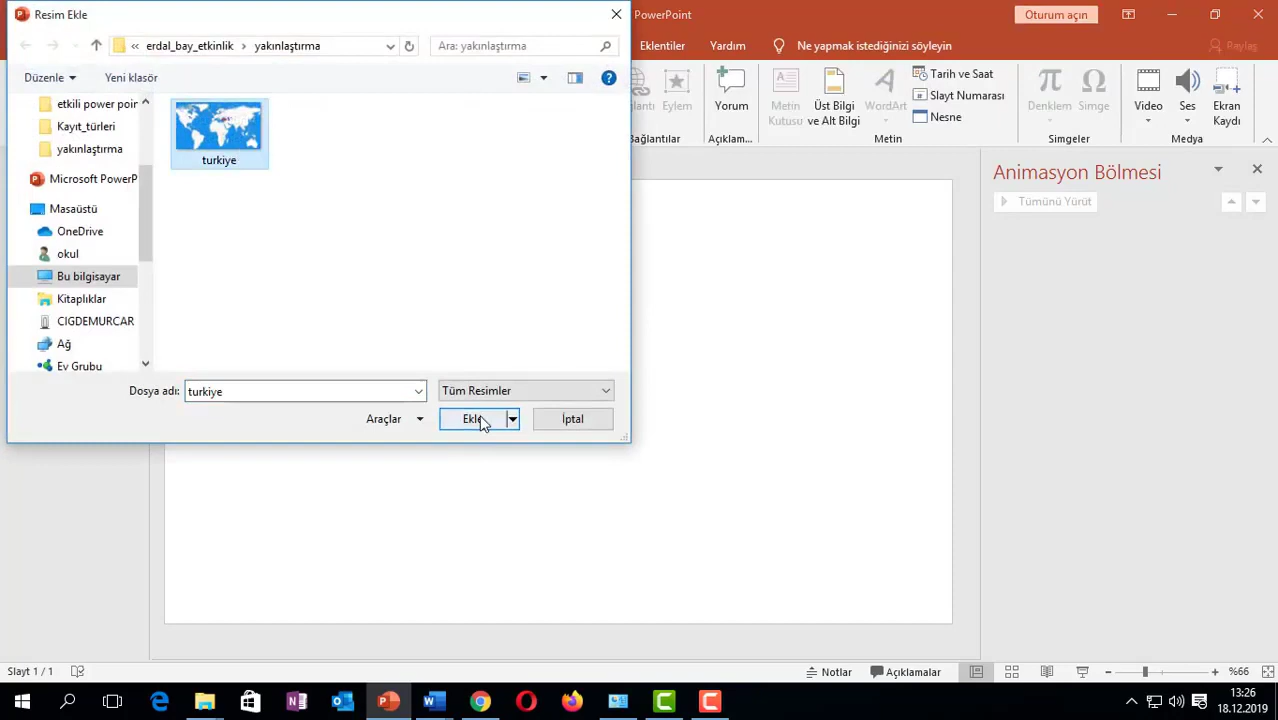 Resim Ekle
PowerPoint
Oturum açın
« erdal_bay_etkinlik > yakınlaştırma
Ara: yakınlaştırma
Eklentiler
Yardım
Ne yapmak istediğinizi söyleyin
Paylaş
Düzenle
Yeni klasör
etkili power poin
Kayıt_türleri
yakınlaştırma
Microsoft PowerP
Masaüstü
OneDrive
okul
Bu bilgisayar
Kitaplıklar
CIGDEMURCAR
Ağ
Ev Grubu
turkiye
Dosya adı:
turkiye
Tüm Resimler
Araçlar
İptal
Eylem
Bağlantılar
Yorum
Açıklam...
Metin Kutusu
Üst Bilgi ve Alt Bilgi
WordArt
Tarih ve Saat
Slayt Numarası
Nesne
Metin
Denklem
Simge
Simgeler
Video
Ses
Ekran Kaydı
Medya
Animasyon Bölmesi
Tümünü Yürüt
Slayt 1 / 1
Notlar
Açıklamalar
%66
13:26
18.12.2019